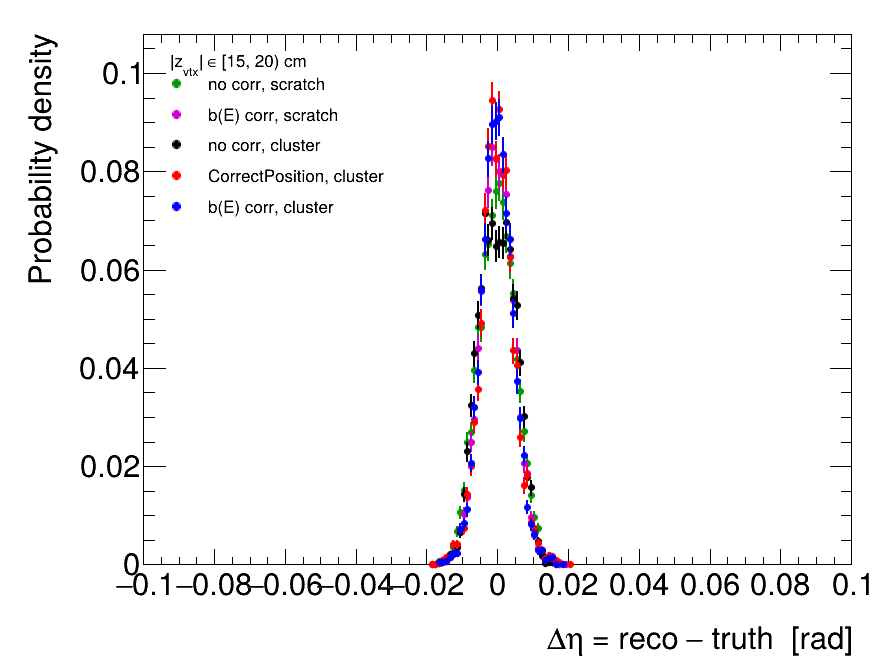 Probability density
|z_vtx| ∈ [15, 20) cm
no corr, scratch
b(E) corr, scratch
no corr, cluster
CorrectPosition, cluster
b(E) corr, cluster
0.1
0.08
0.06
0.04
0.02
0
−0.1 −0.08 −0.06 −0.04 −0.02 0 0.02 0.04 0.06 0.08 0.1
Δη = reco − truth [rad]